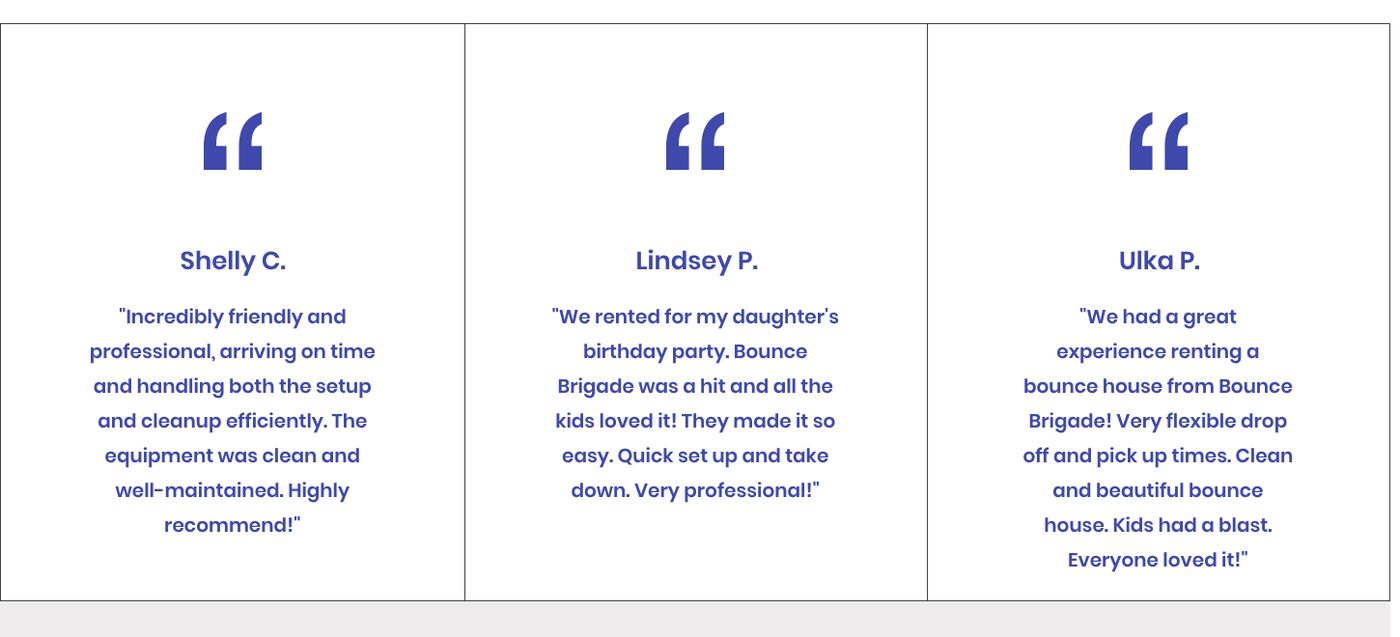 Shelly C.
"Incredibly friendly and
professional, arriving on time
and handling both the setup
and cleanup efficiently. The
equipment was clean and
well-maintained. Highly
recommend!"
Lindsey P.
"We rented for my daughter's
birthday party. Bounce
Brigade was a hit and all the
kids loved it! They made it so
easy. Quick set up and take
down. Very professional!"
Ulka P.
"We had a great
experience renting a
bounce house from Bounce
Brigade! Very flexible drop
off and pick up times. Clean
and beautiful bounce
house. Kids had a blast.
Everyone loved it!"